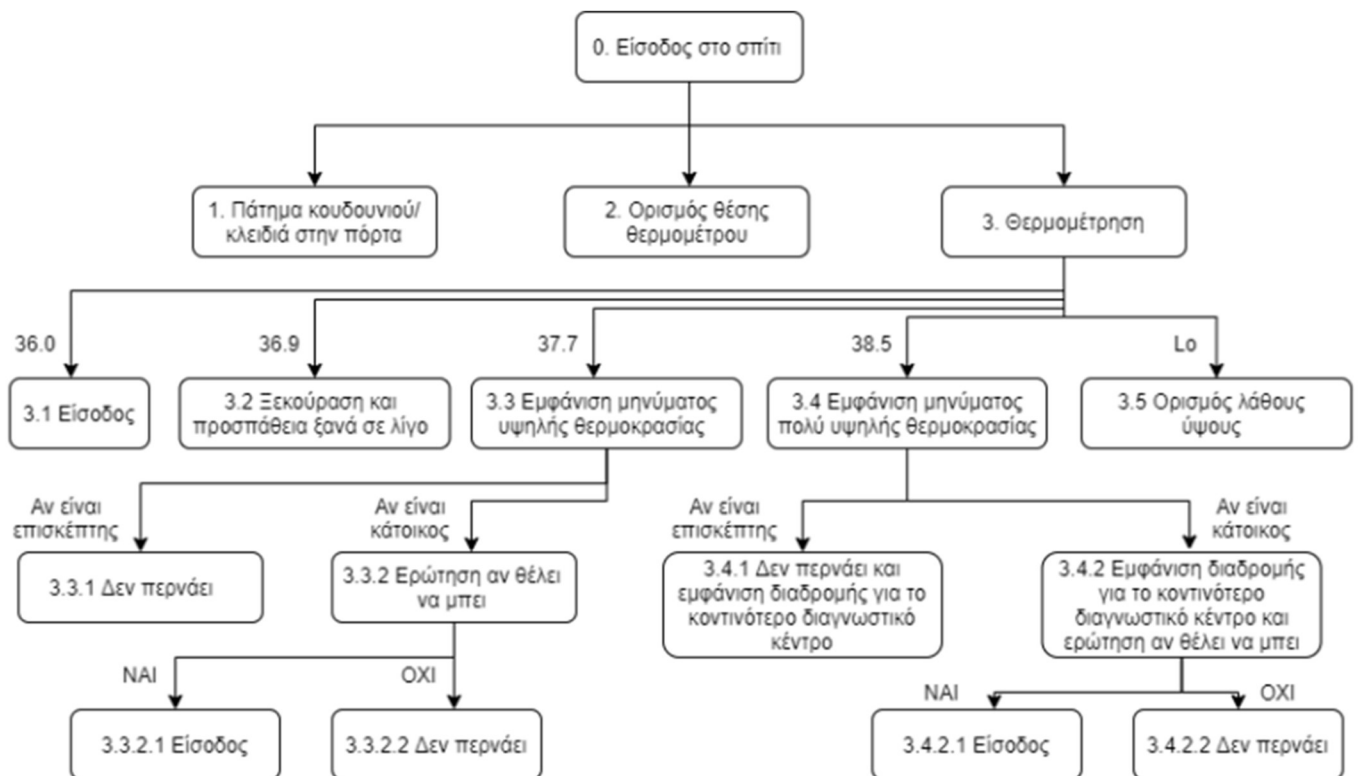 0. Είσοδος στο σπίτι
1. Πάτημα κουδουνιού/
κλειδιά στην πόρτα
2. Ορισμός θέσης
θερμομέτρου
3. Θερμομέτρηση
36.0
36.9
37.7
38.5
Lo
3.1 Είσοδος
3.2 Ξεκούραση και
προσπάθεια ξανά σε λίγο
3.3 Εμφάνιση μηνύματος
υψηλής θερμοκρασίας
3.4 Εμφάνιση μηνύματος
πολύ υψηλής θερμοκρασίας
3.5 Ορισμός λάθους
ύψους
Αν είναι
επισκέπτης
Αν είναι
κάτοικος
Αν είναι
επισκέπτης
Αν είναι
κάτοικος
3.3.1 Δεν περνάει
3.3.2 Ερώτηση αν θέλει
να μπει
3.4.1 Δεν περνάει και
εμφάνιση διαδρομής για το
κοντινότερο διαγνωστικό
κέντρο
3.4.2 Εμφάνιση διαδρομής
για το κοντινότερο
διαγνωστικό κέντρο και
ερώτηση αν θέλει να μπει
ΝΑΙ
ΟΧΙ
ΝΑΙ
ΟΧΙ
3.3.2.1 Είσοδος
3.3.2.2 Δεν περνάει
3.4.2.1 Είσοδος
3.4.2.2 Δεν περνάει